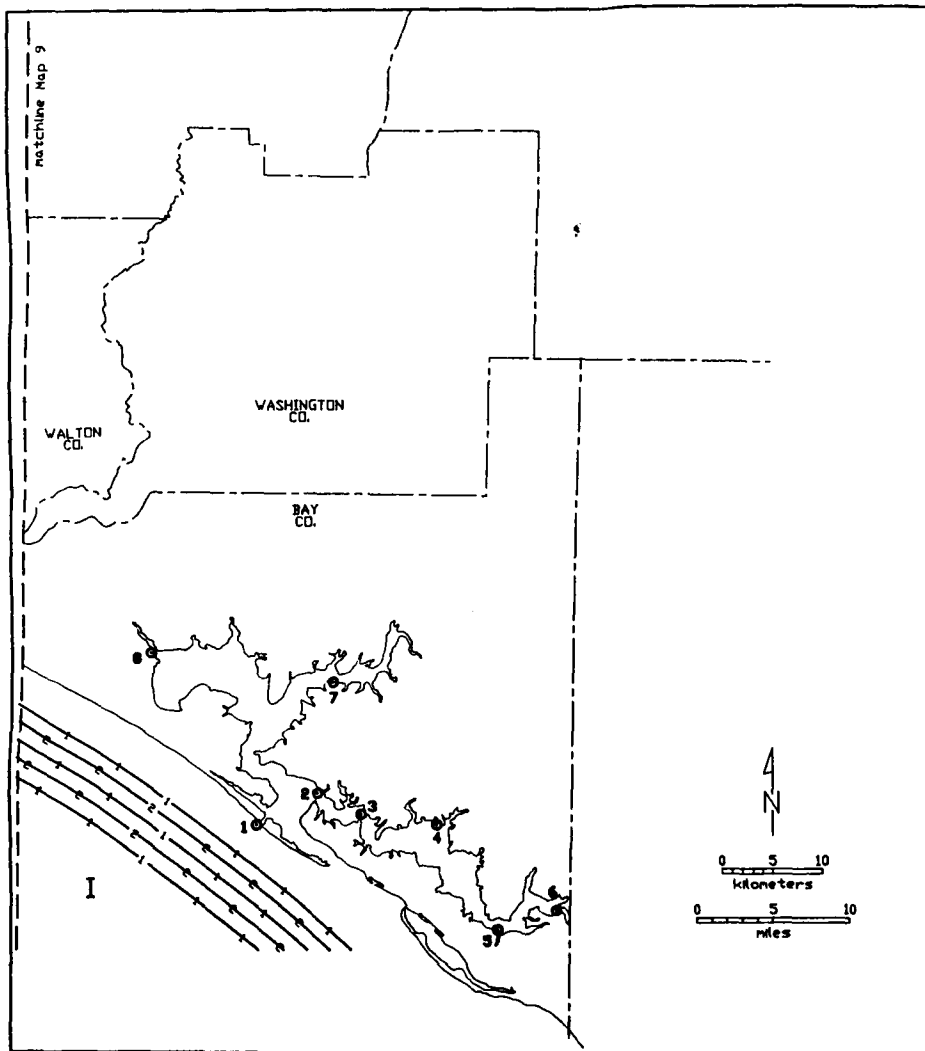 Matchline Map 9
WASHINGTON
CO.
WALTON
CO.
BAY
CO.
8
7
2
3
1
4
6
5
I
N
0 5 10
kilometers
0 5 10
miles